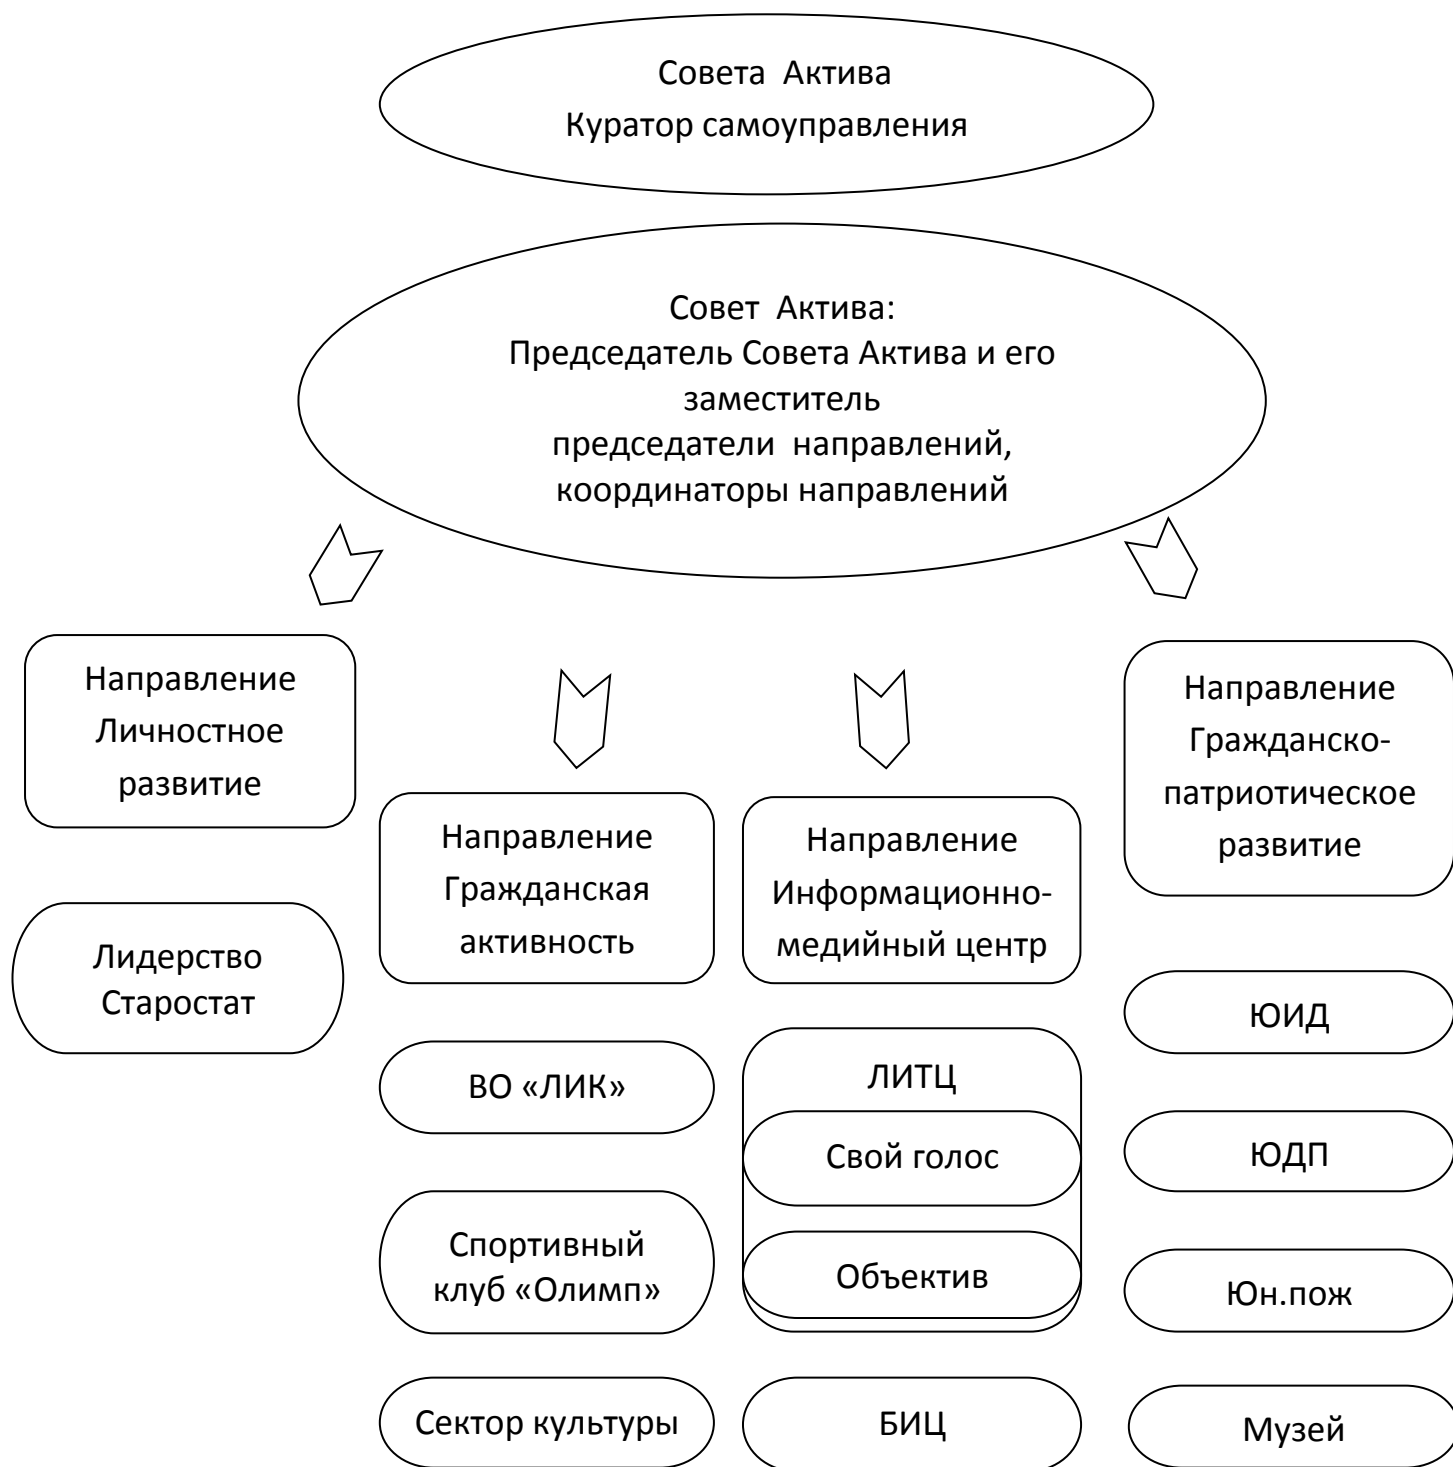 Совета Актива
Куратор самоуправления
Совет Актива:
Председатель Совета Актива и его
заместитель
председатели направлений,
координаторы направлений
Направление
Личностное
развитие
Лидерство
Старостат
Направление
Гражданская
активность
ВО «ЛИК»
Спортивный
клуб «Олимп»
Сектор культуры
Направление
Информационно-
медийный центр
ЛИТЦ
Свой голос
Объектив
БИЦ
Направление
Гражданско-
патриотическое
развитие
ЮИД
ЮДП
Юн.пож
Музей